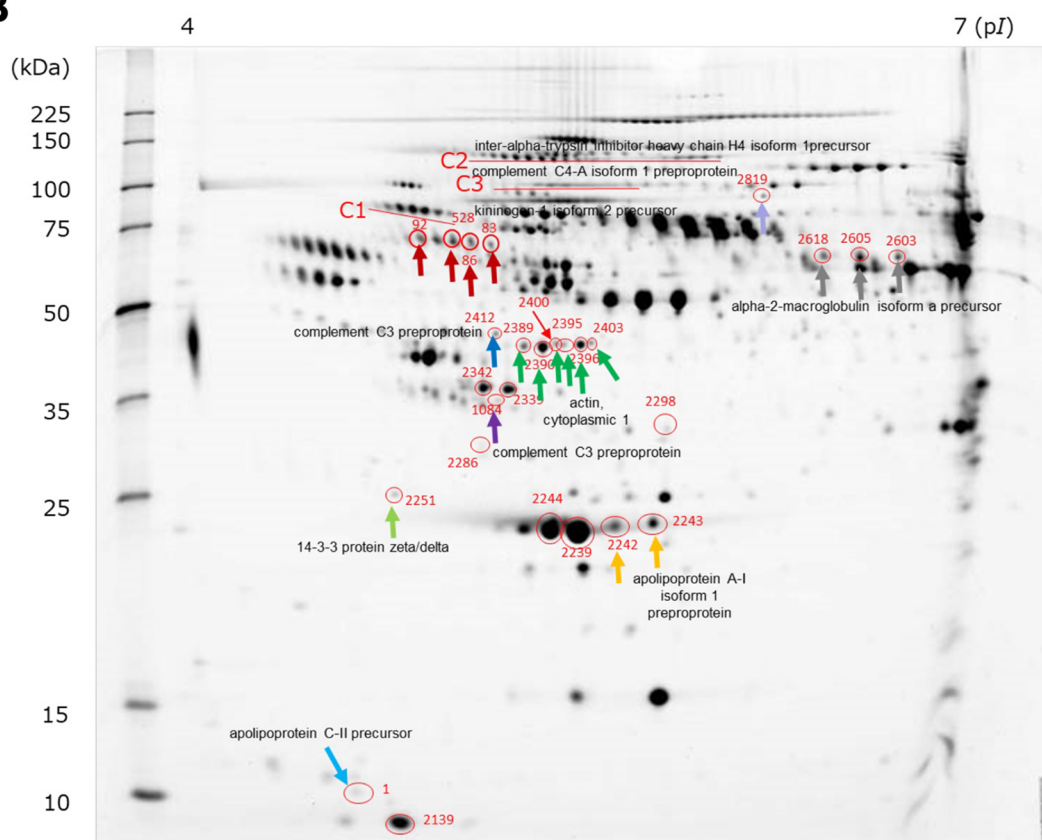 B
4
7 (pI)
(kDa)
225
150
inter-alpha-trypsin inhibitor heavy chain H4 isoform 1precursor
C2
complement C4-A isoform 1 preproprotein
100
C3
2819
C1
kininogen-1 isoform 2 precursor
75
92
528
83
86
2618
2605
2603
alpha-2-macroglobulin isoform a precursor
50
2400
2412
2389
2395
2403
complement C3 preproprotein
2390
2396
2342
2339
1084
actin,
cytoplasmic 1
35
2298
2286
complement C3 preproprotein
25
2251
2244
2243
2239
2242
14-3-3 protein zeta/delta
apolipoprotein A-I
isoform 1
preproprotein
15
apolipoprotein C-II precursor
1
10
2139